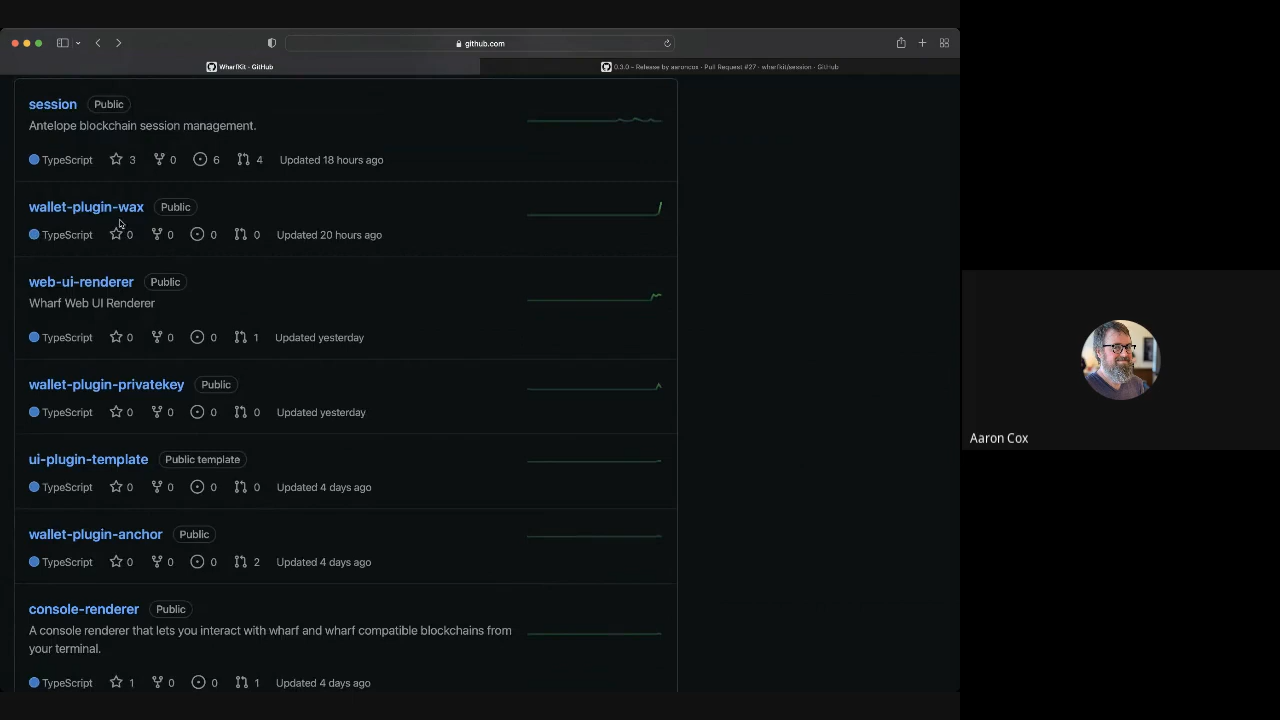 github.com
WharfKit · GitHub
0.3.0 - Release by aaroncox · Pull Request #27 · wharfkit/session · GitHub
session Public
Antelope blockchain session management.
TypeScript 3 0 6 4 Updated 18 hours ago
wallet-plugin-wax Public
TypeScript 0 0 0 0 Updated 20 hours ago
web-ui-renderer Public
Wharf Web UI Renderer
TypeScript 0 0 0 1 Updated yesterday
wallet-plugin-privatekey Public
TypeScript 0 0 0 0 Updated yesterday
ui-plugin-template Public template
TypeScript 0 0 0 0 Updated 4 days ago
wallet-plugin-anchor Public
TypeScript 0 0 0 2 Updated 4 days ago
console-renderer Public
A console renderer that lets you interact with wharf and wharf compatible blockchains from
your terminal.
TypeScript 1 0 0 1 Updated 4 days ago
Aaron Cox